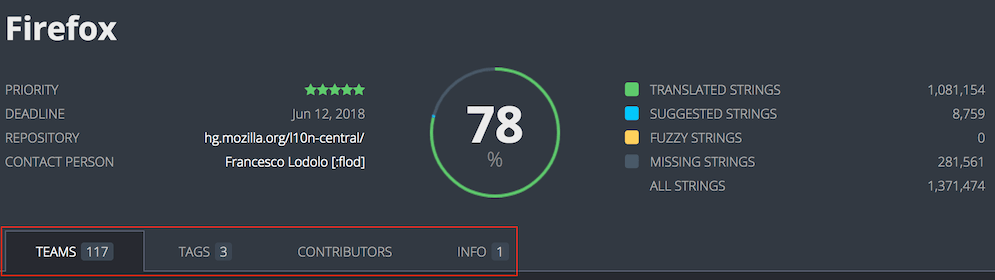 Firefox
PRIORITY
DEADLINE Jun 12, 2018
REPOSITORY hg.mozilla.org/l10n-central/
CONTACT PERSON Francesco Lodolo [:flod]
78
%
TRANSLATED STRINGS 1,081,154
SUGGESTED STRINGS 8,759
FUZZY STRINGS 0
MISSING STRINGS 281,561
ALL STRINGS 1,371,474
TEAMS 117 TAGS 3 CONTRIBUTORS INFO 1